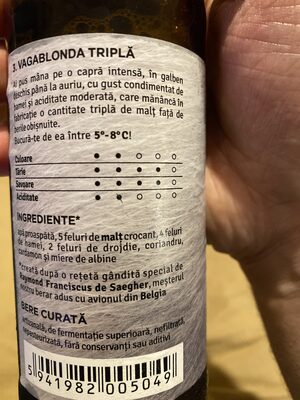 3. VAGABLONDA TRIPLĂ
Ai pus mâna pe o capră intensă, în galben
deschis până la auriu, cu gust condimentat de
hamei și aciditate moderată, care mănâncă în
fabricație o cantitate triplă de malț față de
berile obișnuite.
Bucură-te de ea între 5°-8°C!
Culoare
Tărie
Savoare
Aciditate
INGREDIENTE*
apă proaspătă, 5 feluri de malț crocant, 4 feluri
de hamei, 2 feluri de drojdie, coriandru,
cardamon și miere de albine
*creată după o rețetă gândită special de
Raymond Franciscus de Saegher, meșterul
nostru berar adus cu avionul din Belgia
BERE CURATĂ
artizanală, de fermentație superioară, nefiltrată,
nepasteurizată, fără conservanți sau aditivi
5 941982 005049